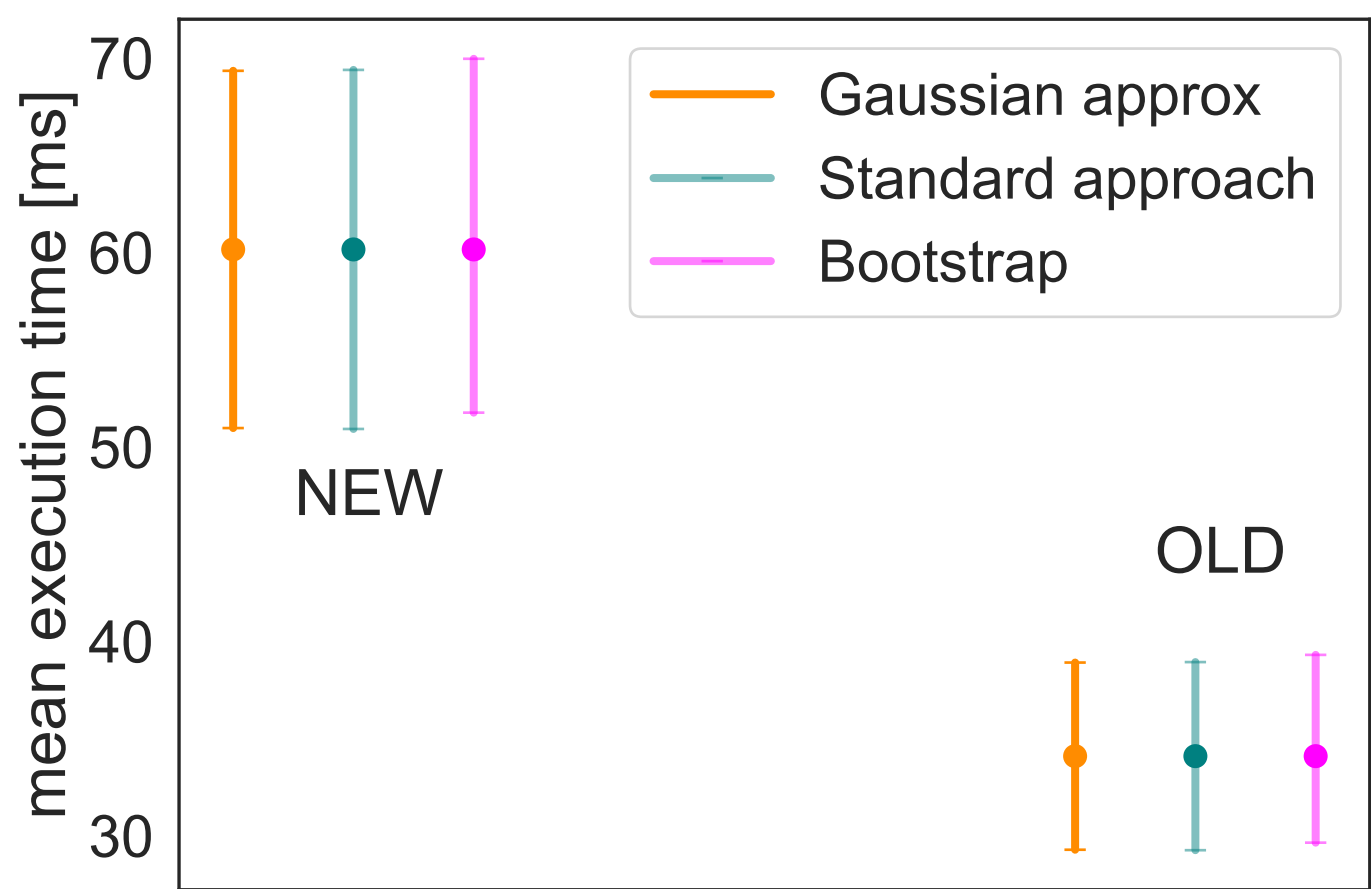 mean execution time [ms]
70
60
50
40
30
Gaussian approx
Standard approach
Bootstrap
NEW
OLD